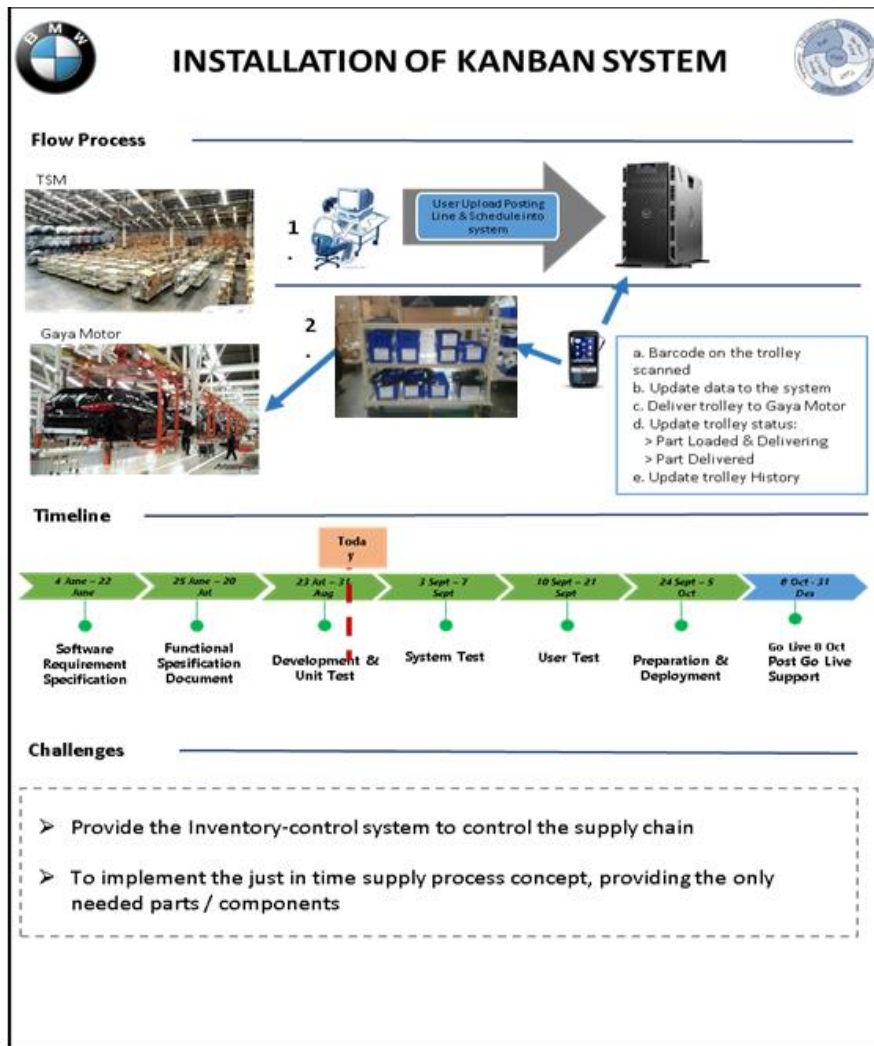 BMW
INSTALLATION OF KANBAN SYSTEM
Flow Process
TSM
1
.
User Upload Posting
Line & Schedule into
system
Gaya Motor
2
.
a. Barcode on the trolley
scanned
b. Update data to the system
c. Deliver trolley to Gaya Motor
d. Update trolley status:
> Part Loaded & Delivering
> Part Delivered
e. Update trolley History
Timeline
Toda
y
4 June – 22
June
25 June – 20
Jul
23 Jul – 31
Aug
3 Sept – 7
Sept
10 Sept – 21
Sept
24 Sept – 5
Oct
8 Oct - 31
Des
Software
Requirement
Specification
Functional
Spesification
Document
Development &
Unit Test
System Test
User Test
Preparation &
Deployment
Go Live 8 Oct
Post Go Live
Support
Challenges
➢ Provide the Inventory-control system to control the supply chain
➢ To implement the just in time supply process concept, providing the only
needed parts / components